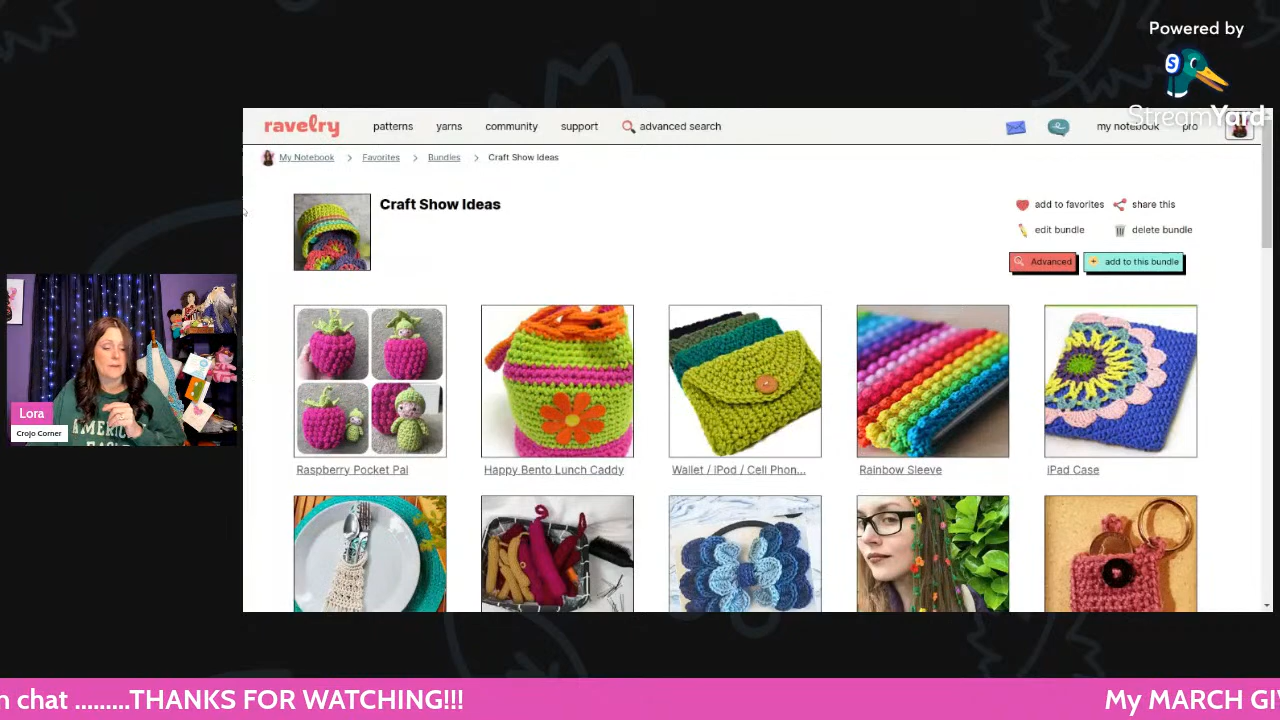 Powered by
StreamYard
ravelry patterns yarns community support advanced search my notebook pro
My Notebook > Favorites > Bundles > Craft Show Ideas
Craft Show Ideas
add to favorites share this
edit bundle delete bundle
Advanced add to this bundle
Raspberry Pocket Pal
Happy Bento Lunch Caddy
Wallet / iPod / Cell Phon...
Rainbow Sleeve
iPad Case
Lora
Crojo Corner
AMERICAN
n chat .........THANKS FOR WATCHING!!! My MARCH GIV